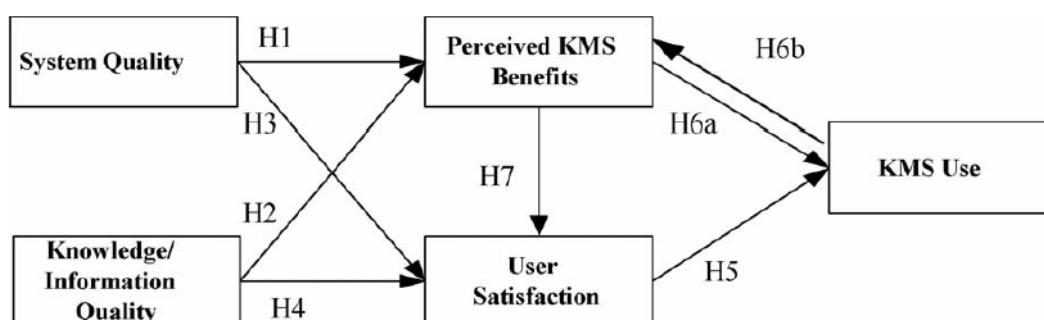 H1
System Quality
Perceived KMS
Benefits
H6b
H3
H6a
H7
KMS Use
H2
Knowledge/
Information
Quality
H4
User
Satisfaction
H5